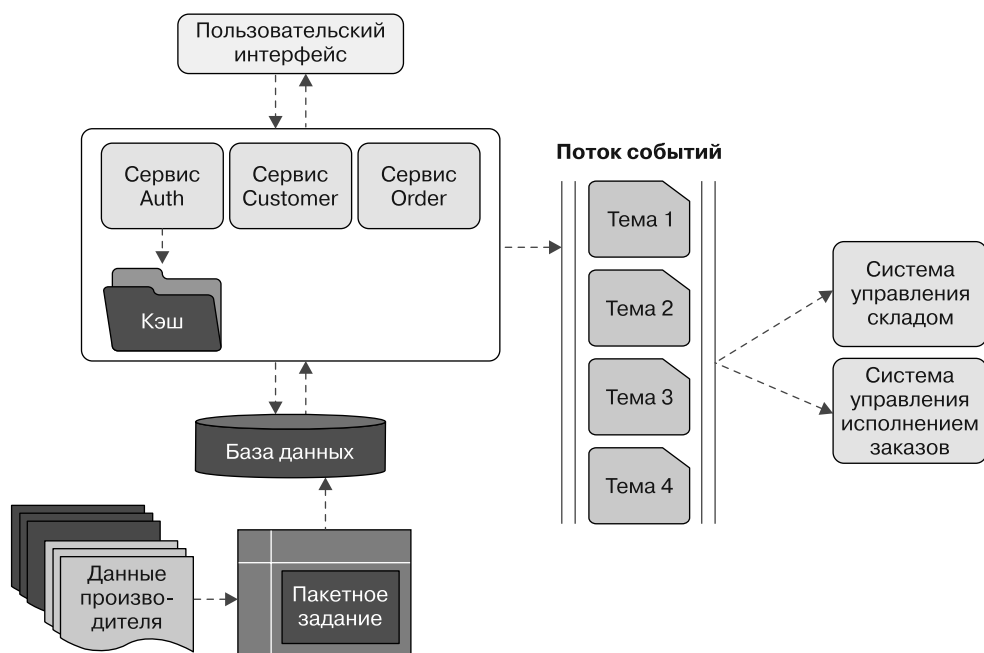 Пользовательский
интерфейс
Сервис
Auth
Сервис
Customer
Сервис
Order
Кэш
База данных
Данные
произво-
дителя
Пакетное
задание
Поток событий
Тема 1
Тема 2
Тема 3
Тема 4
Система
управления
складом
Система
управления
исполнением
заказов